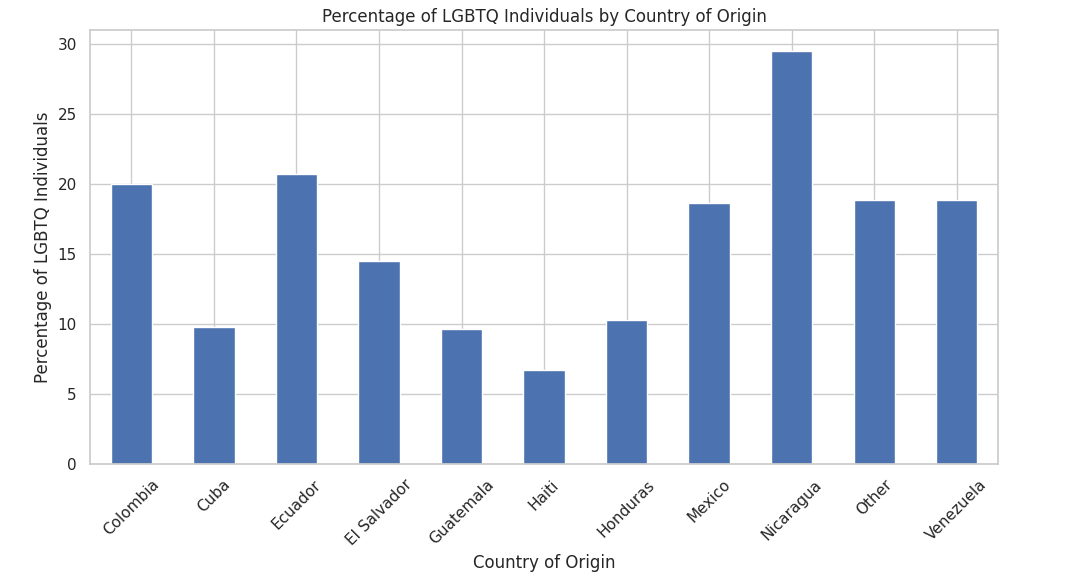 Percentage of LGBTQ Individuals by Country of Origin
Percentage of LGBTQ Individuals
30
25
20
15
10
5
0
Colombia
Cuba
Ecuador
El Salvador
Guatemala
Haiti
Honduras
Mexico
Nicaragua
Other
Venezuela
Country of Origin